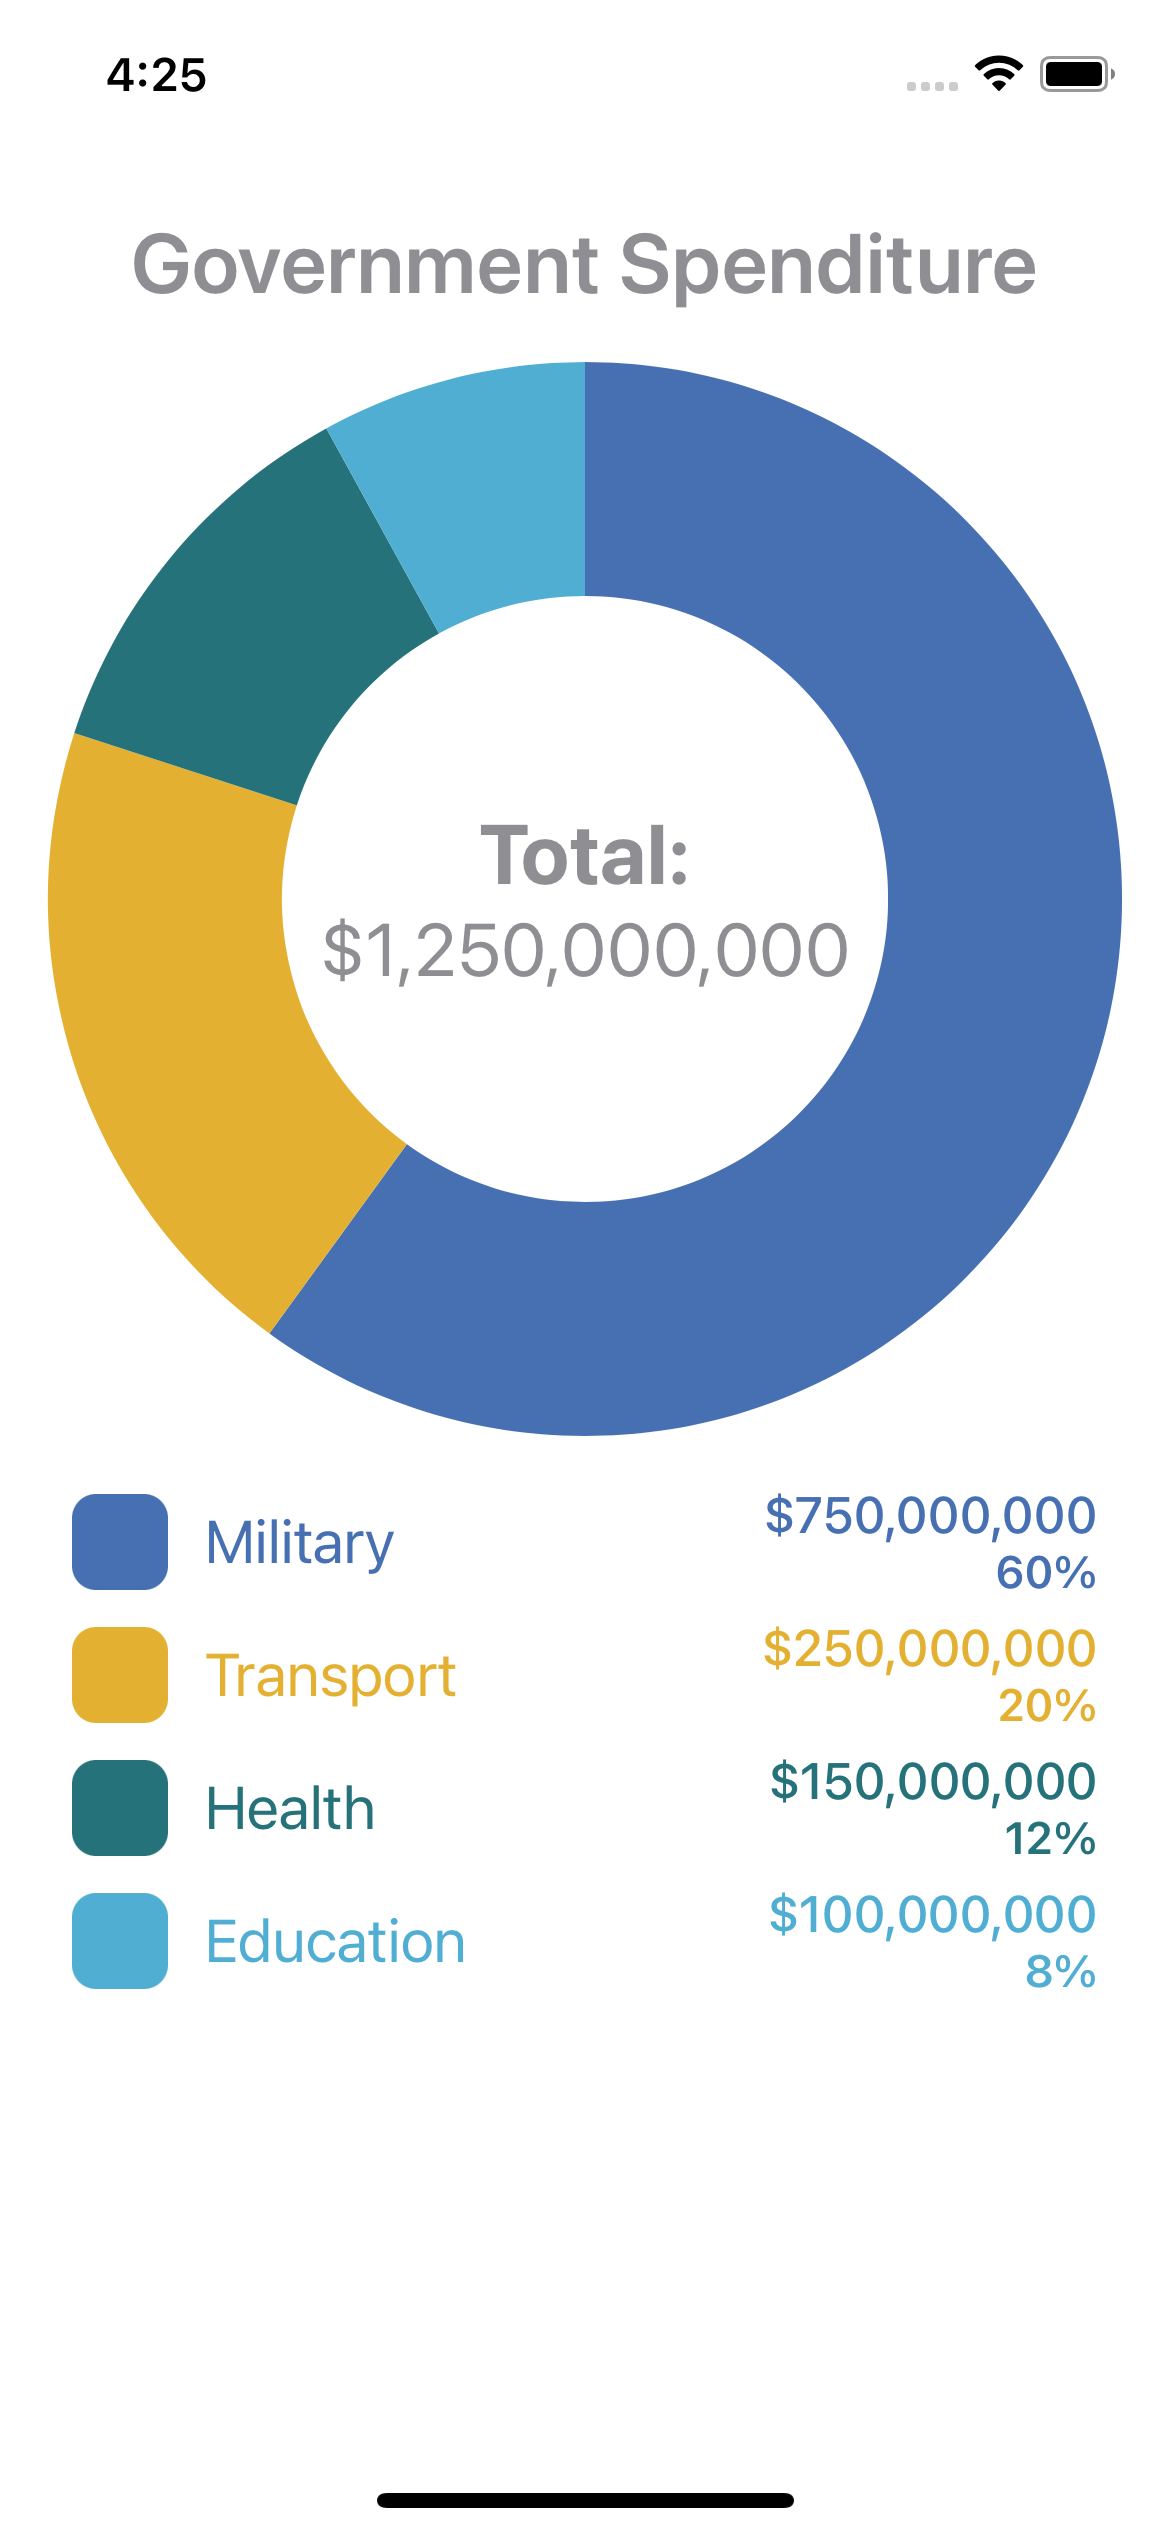 4:25
Government Spenditure
Total:
$1,250,000,000
Military
$750,000,000
60%
Transport
$250,000,000
20%
Health
$150,000,000
12%
Education
$100,000,000
8%